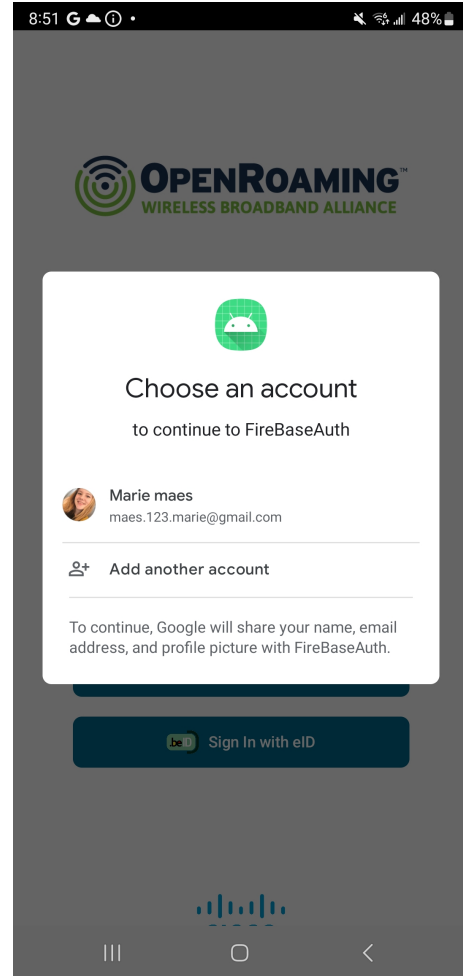 8:51 G
48%
OPENROAMING™
WIRELESS BROADBAND ALLIANCE
Choose an account
to continue to FireBaseAuth
Marie maes
maes.123.marie@gmail.com
Add another account
To continue, Google will share your name, email
address, and profile picture with FireBaseAuth.
.beID Sign In with eID